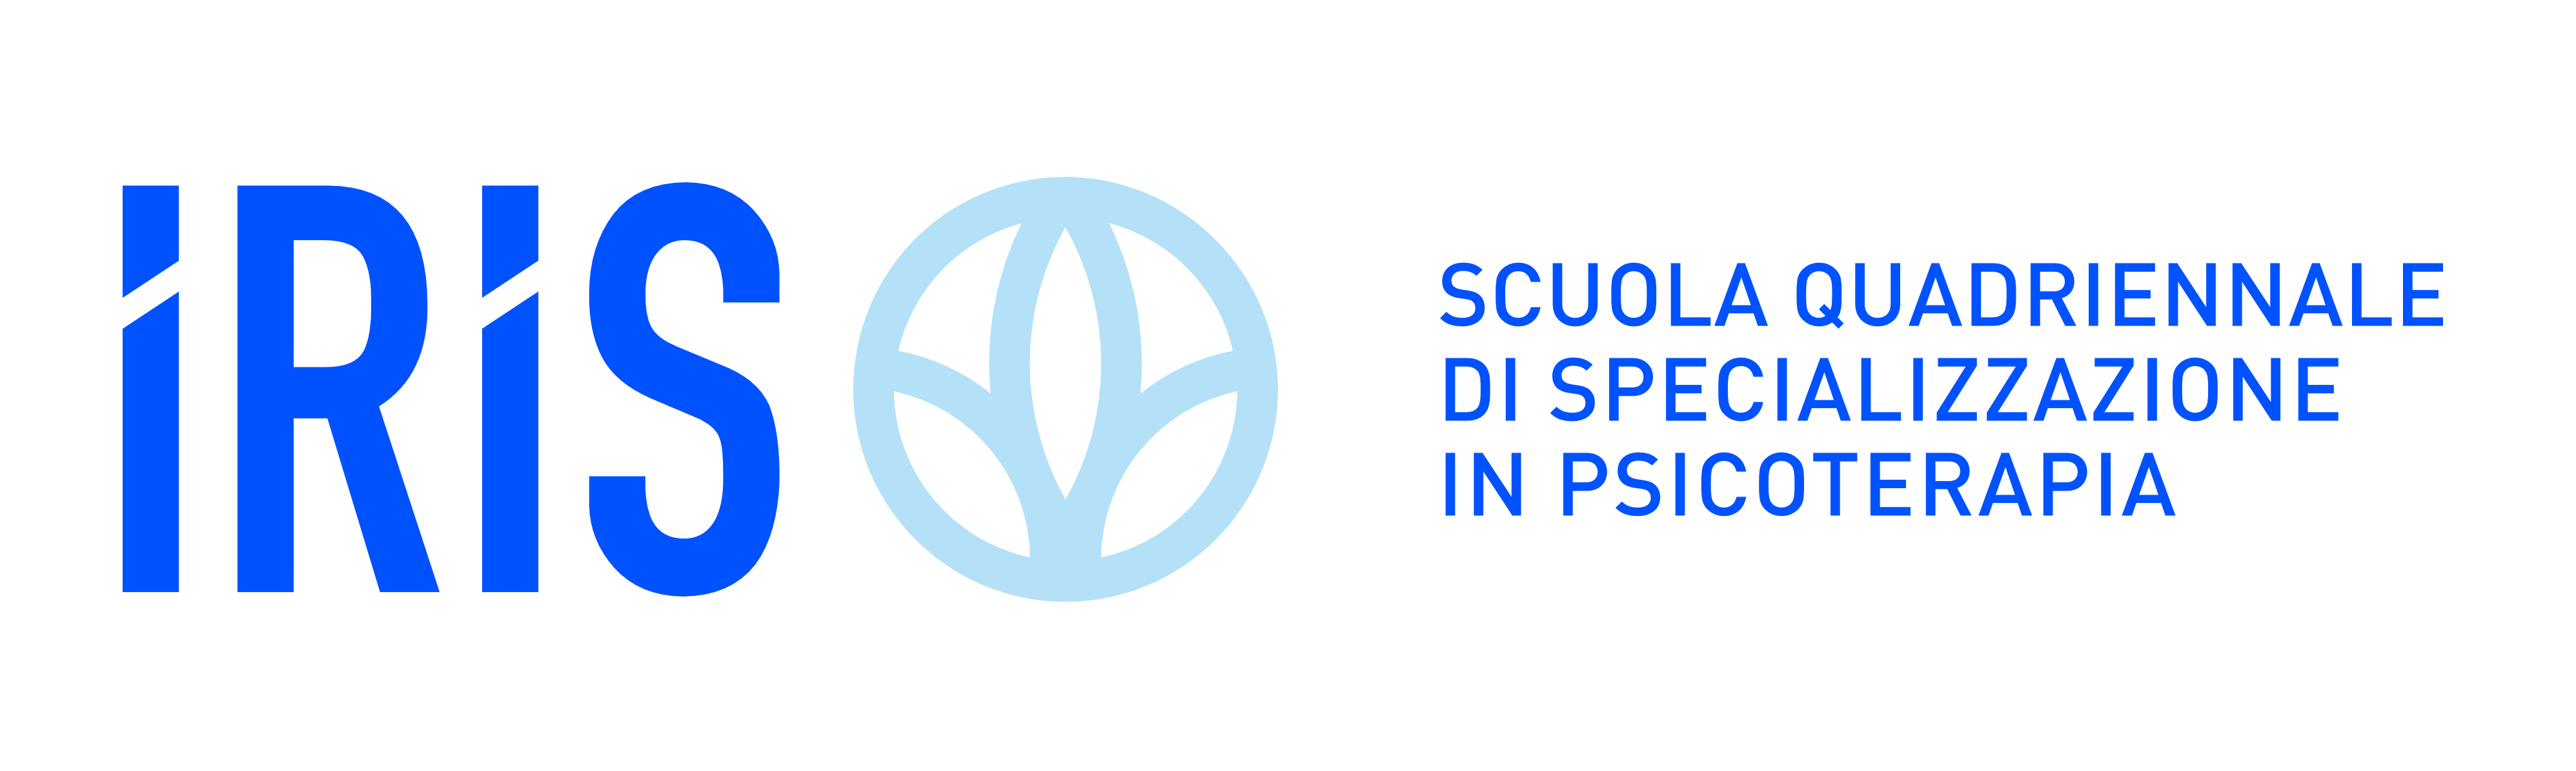 iRiS
SCUOLA QUADRIENNALE
DI SPECIALIZZAZIONE
IN PSICOTERAPIA